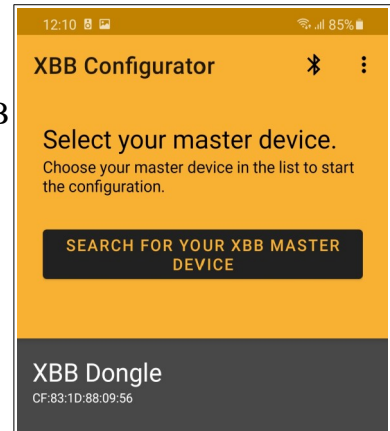 12:10 85%
XBB Configurator
B
Select your master device.
Choose your master device in the list to start
the configuration.
SEARCH FOR YOUR XBB MASTER
DEVICE
XBB Dongle
CF:83:1D:88:09:56